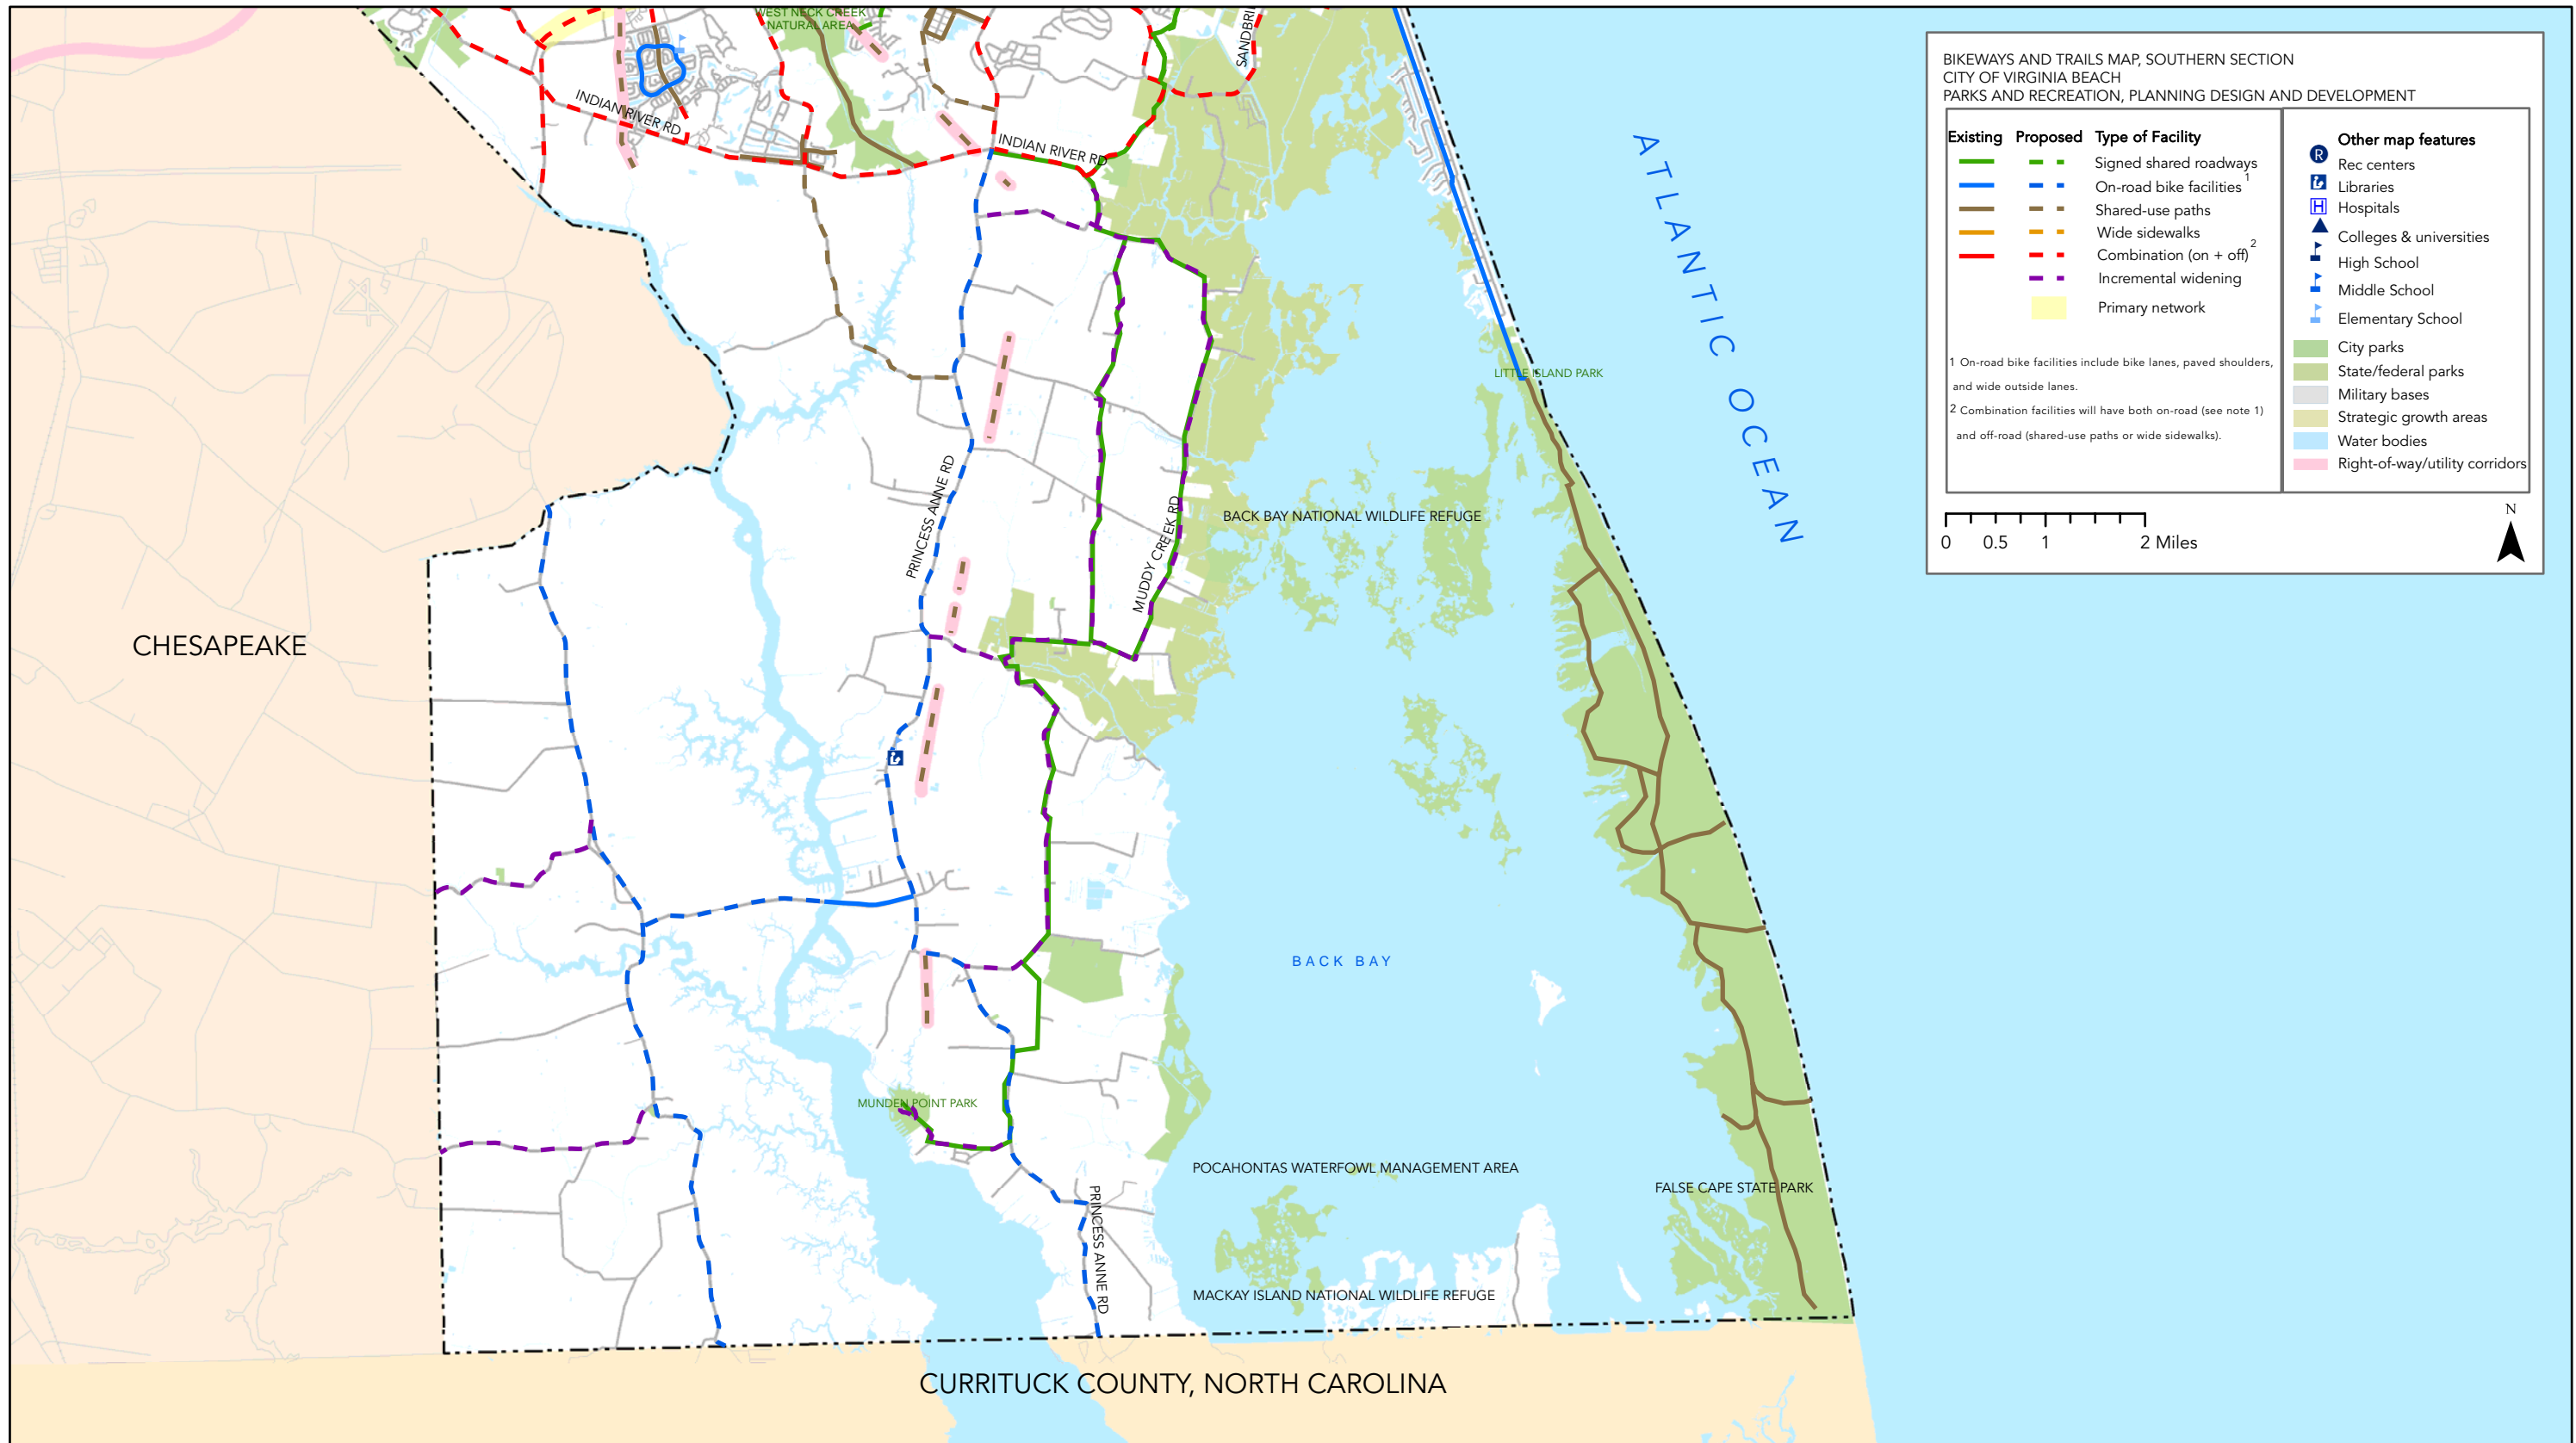 WEST NECK CREEK
NATURAL AREA
SANDBRI
INDIAN RIVER RD
INDIAN RIVER RD
ATLANTIC OCEAN
LITTLE ISLAND PARK
PRINCESS ANNE RD
MUDDY CREEK RD
BACK BAY NATIONAL WILDLIFE REFUGE
CHESAPEAKE
BACK BAY
MUNDEN POINT PARK
POCAHONTAS WATERFOWL MANAGEMENT AREA
FALSE CAPE STATE PARK
PRINCESS ANNE RD
MACKAY ISLAND NATIONAL WILDLIFE REFUGE
CURRITUCK COUNTY, NORTH CAROLINA
BIKEWAYS AND TRAILS MAP, SOUTHERN SECTION
CITY OF VIRGINIA BEACH
PARKS AND RECREATION, PLANNING DESIGN AND DEVELOPMENT
Existing Proposed Type of Facility
Signed shared roadways
On-road bike facilities 1
Shared-use paths
Wide sidewalks
Combination (on + off) 2
Incremental widening
Primary network
1 On-road bike facilities include bike lanes, paved shoulders,
and wide outside lanes.
2 Combination facilities will have both on-road (see note 1)
and off-road (shared-use paths or wide sidewalks).
Other map features
R Rec centers
Libraries
H Hospitals
Colleges & universities
High School
Middle School
Elementary School
City parks
State/federal parks
Military bases
Strategic growth areas
Water bodies
Right-of-way/utility corridors
0 0.5 1 2 Miles
N